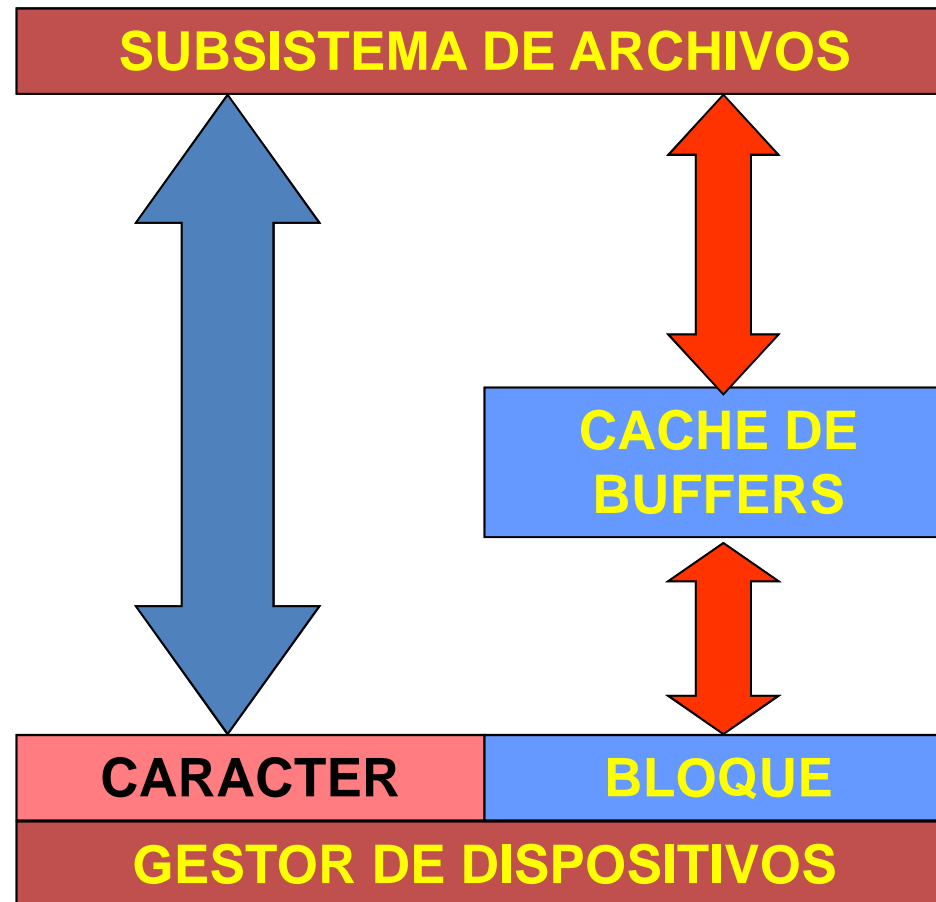 SUBSISTEMA DE ARCHIVOS
CACHE DE
BUFFERS
CARACTER
BLOQUE
GESTOR DE DISPOSITIVOS